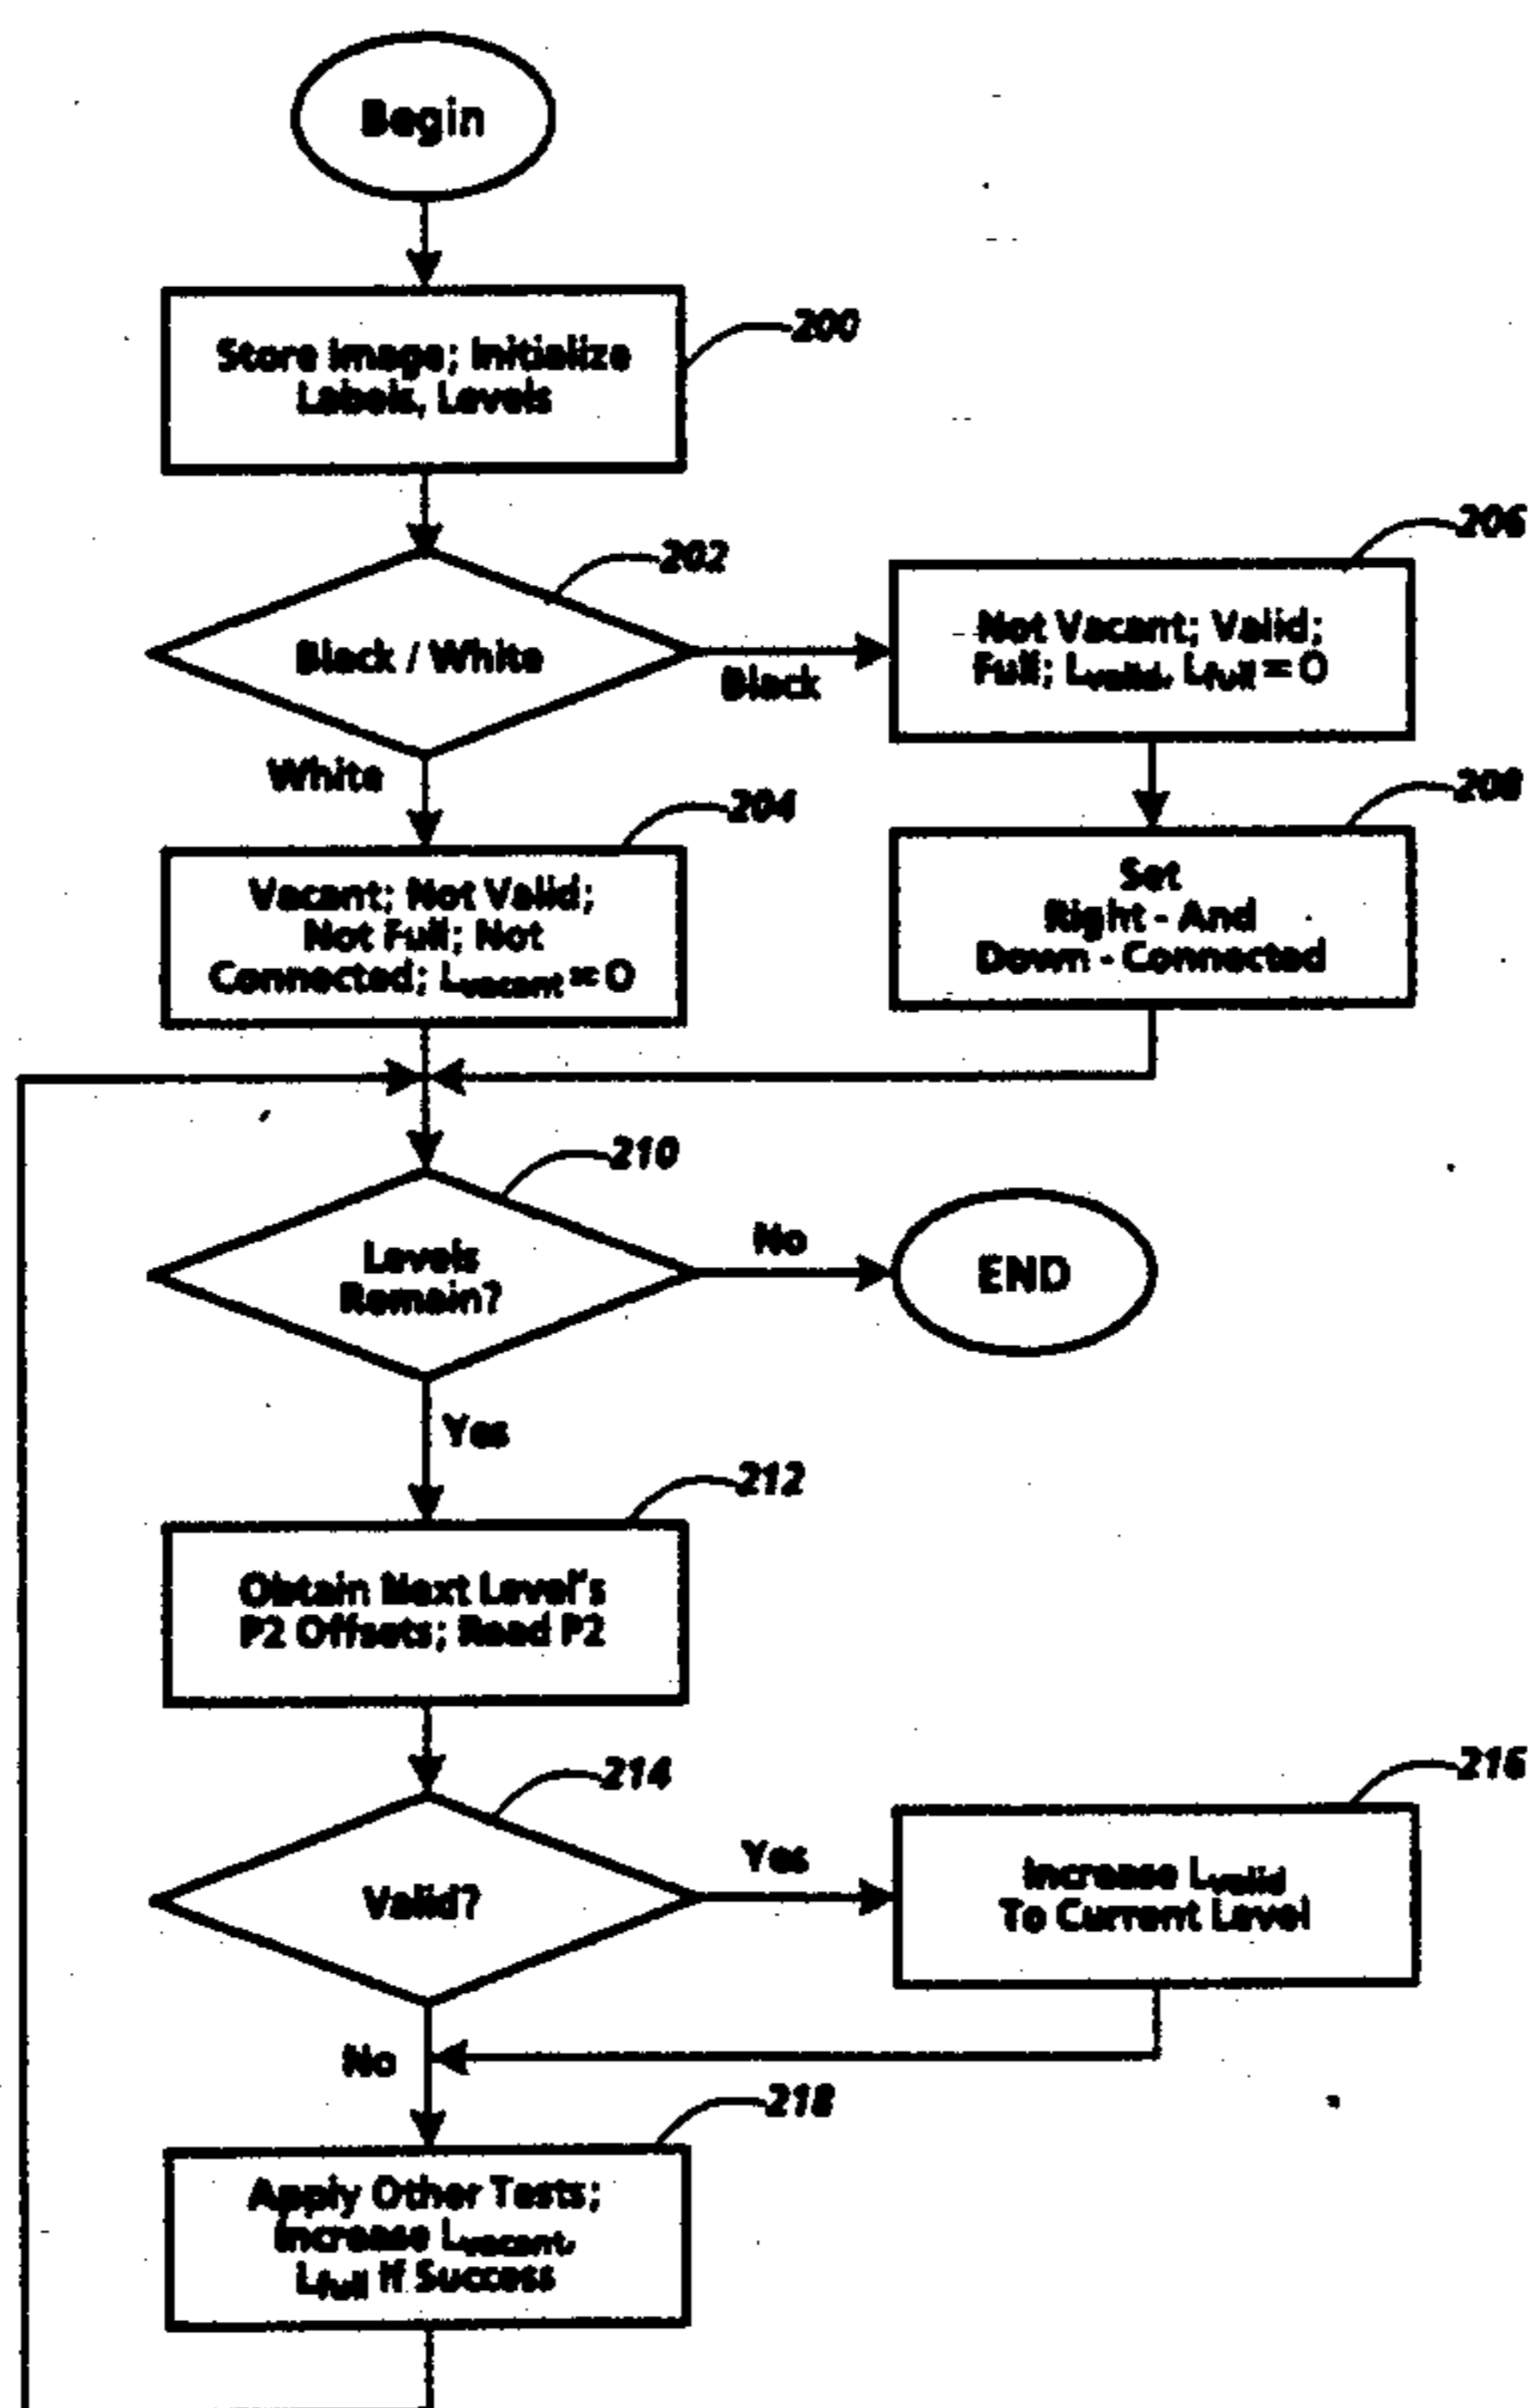 Begin
200
Store Image; Initialize
Labels, Levels
202
Black / White
Black
White
206
Not Vacant; Valid;
Full; Lvalid, Lfull = 0
204
Vacant; Not Valid;
Not Full; Not
Connected; Lvacant = 0
208
Set
Right - And
Down - Connected
210
Levels
Remain?
No
END
Yes
212
Obtain Next Level's
P2 Offsets; Read P2
214
Valid?
Yes
216
Increase Lvalid
To Current Level
No
218
Apply Other Tests;
Increase Lvacant,
Lfull If Success